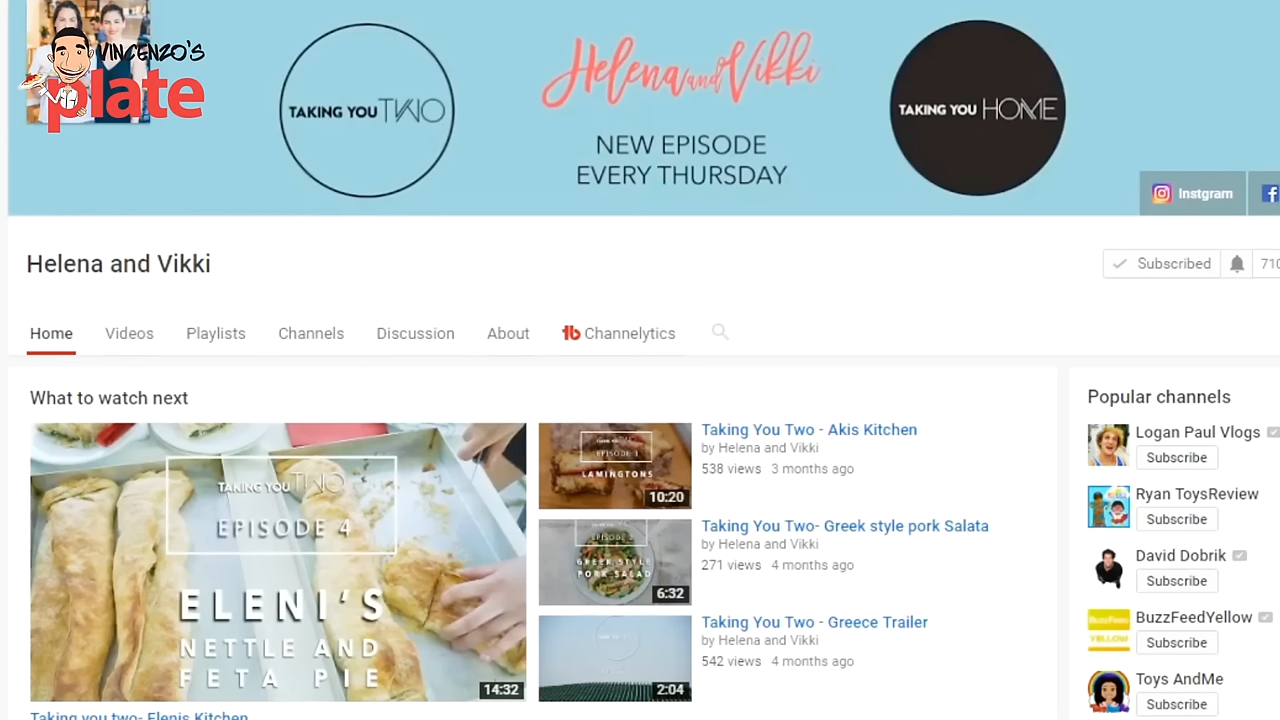 VINCENZO'S
plate
TAKING YOU TWO
Helena and Vikki
NEW EPISODE
EVERY THURSDAY
TAKING YOU HOME
Instgram
Helena and Vikki
Subscribed
710
Home
Videos
Playlists
Channels
Discussion
About
Channelytics
What to watch next
TAKING YOU TWO
EPISODE 4
ELENI'S
NETTLE AND
FETA PIE
14:32
Taking you two- Elenis Kitchen
LAMINGTONS
10:20
Taking You Two - Akis Kitchen
by Helena and Vikki
538 views 3 months ago
GREEK STYLE
PORK SALAD
6:32
Taking You Two- Greek style pork Salata
by Helena and Vikki
271 views 4 months ago
2:04
Taking You Two - Greece Trailer
by Helena and Vikki
542 views 4 months ago
Popular channels
Logan Paul Vlogs
Subscribe
Ryan ToysReview
Subscribe
David Dobrik
Subscribe
BuzzFeed
YELLOW
BuzzFeedYellow
Subscribe
Toys AndMe
Subscribe